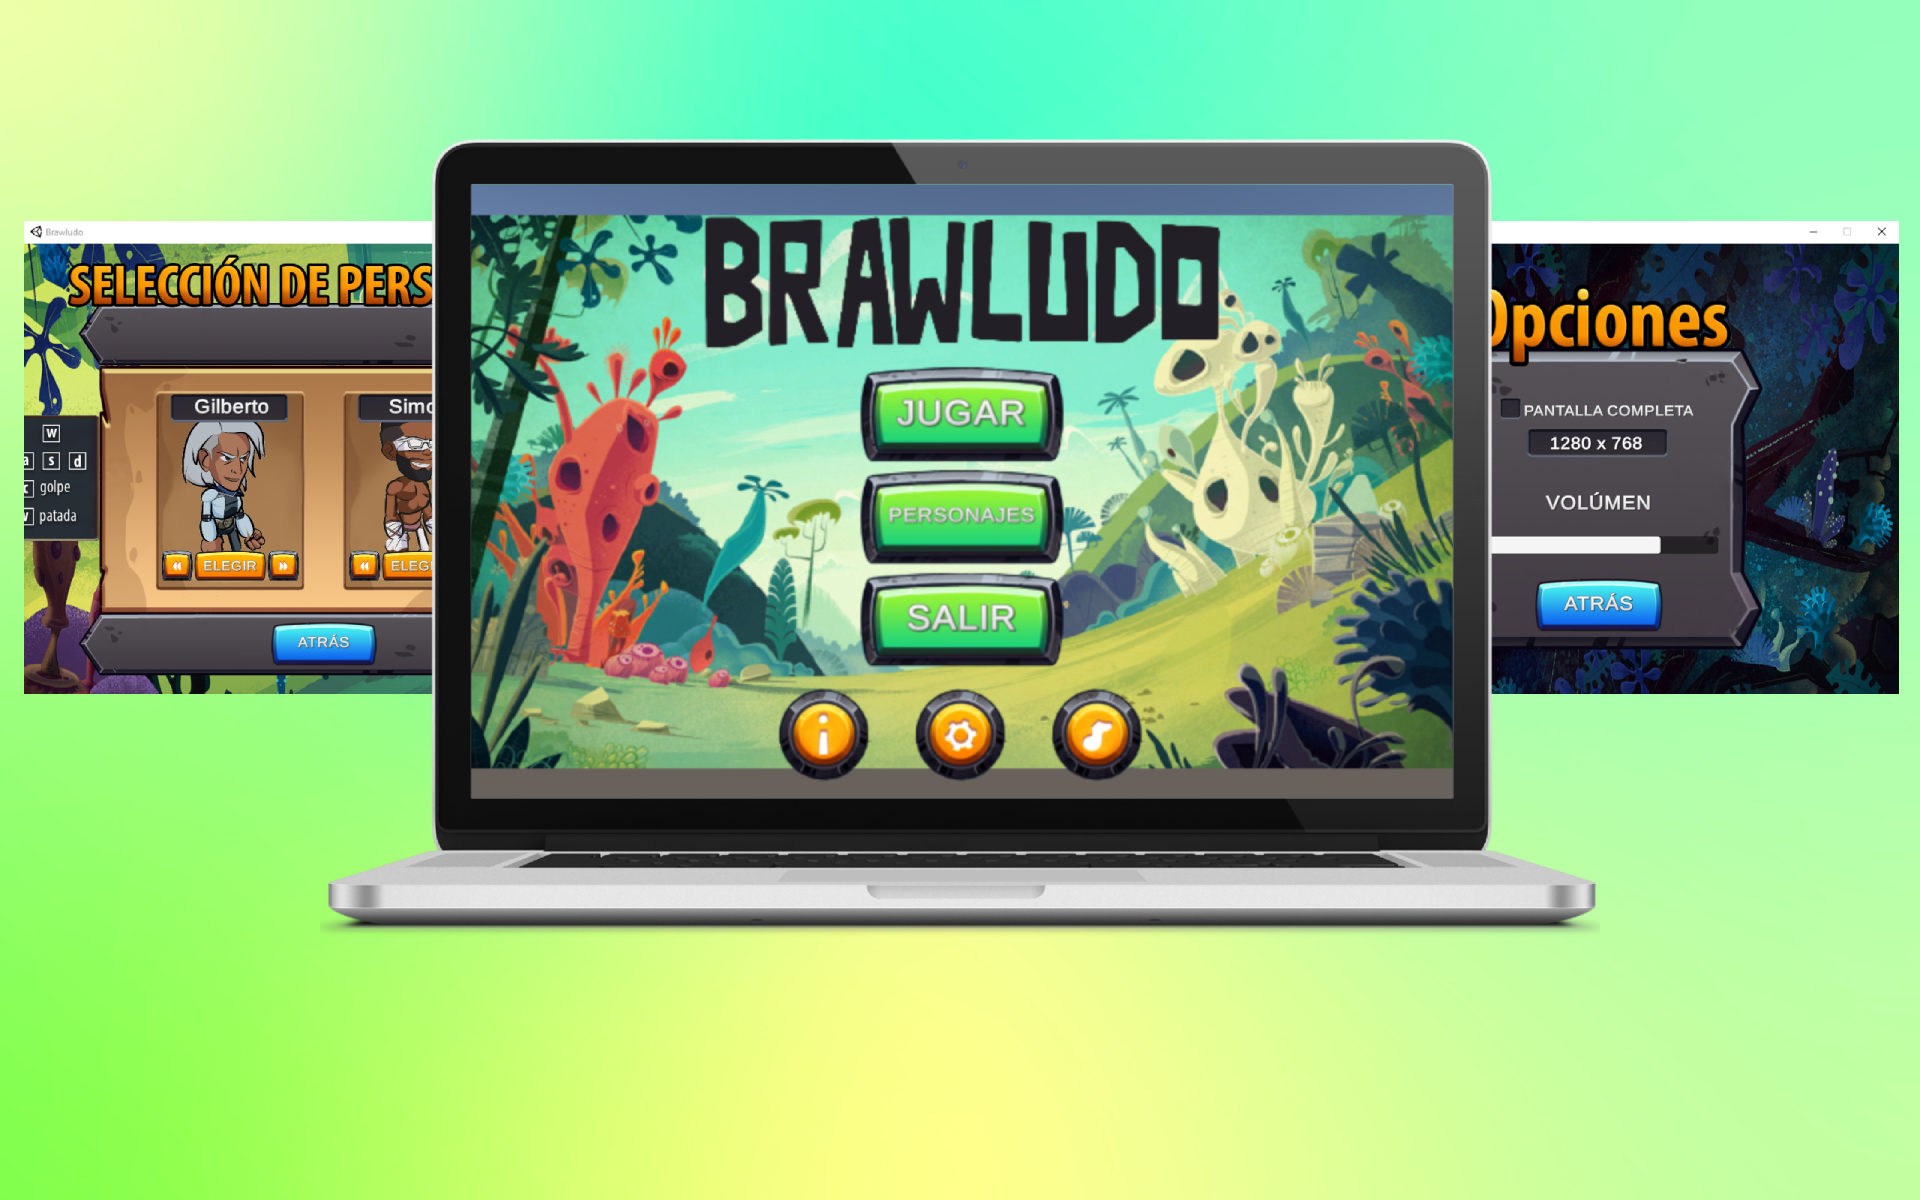 Brawludo
SELECCIÓN DE PERS
Gilberto
Simo
w
a s d
c golpe
v patada
ELEGIR
ELEG
ATRÁS
BRAWLUDO
JUGAR
PERSONAJES
SALIR
i
Opciones
PANTALLA COMPLETA
1280 x 768
VOLÚMEN
ATRÁS